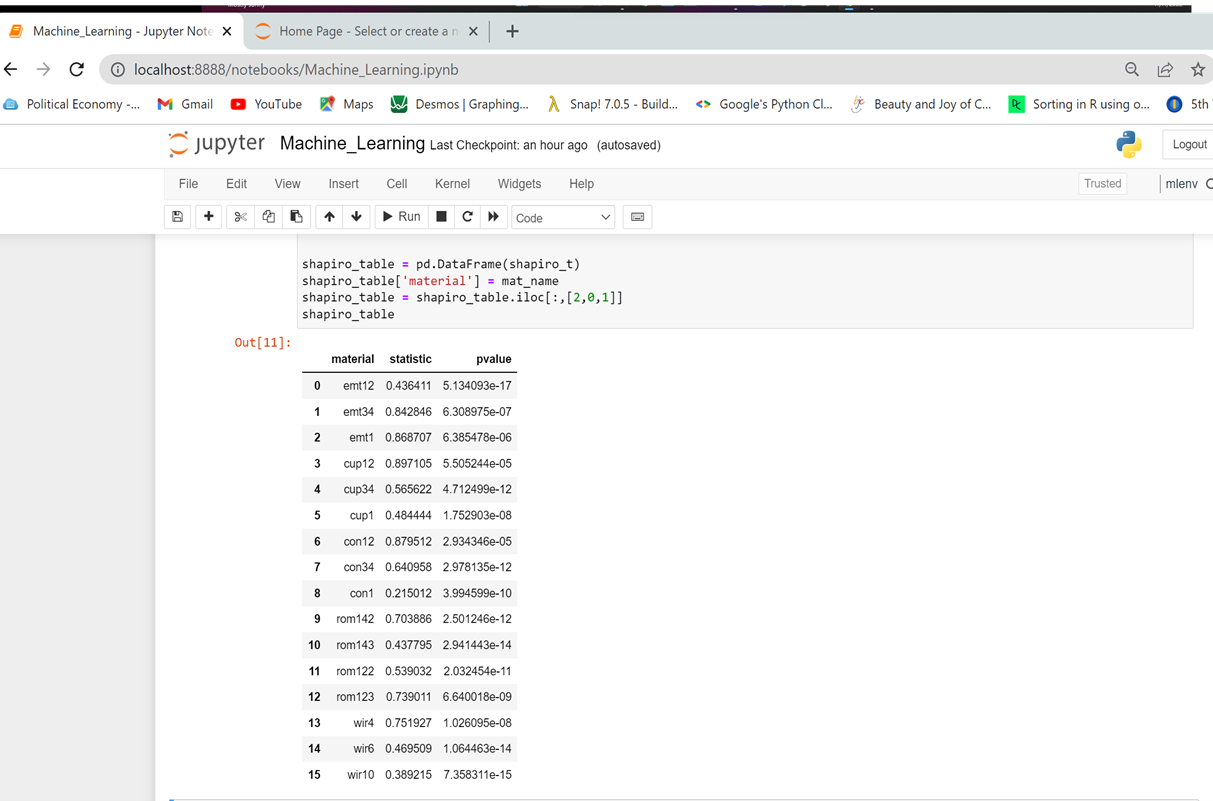 Machine_Learning - Jupyter Note
Home Page - Select or create a n
localhost:8888/notebooks/Machine_Learning.ipynb
Political Economy -... Gmail YouTube Maps Desmos | Graphing... Snap! 7.0.5 - Build... Google's Python Cl... Beauty and Joy of C... Sorting in R using o... 5th
jupyter Machine_Learning Last Checkpoint: an hour ago (autosaved) Logout
File Edit View Insert Cell Kernel Widgets Help Trusted mlenv
Run Code
shapiro_table = pd.DataFrame(shapiro_t)
shapiro_table['material'] = mat_name
shapiro_table = shapiro_table.iloc[:,[2,0,1]]
shapiro_table
Out[11]:
material statistic pvalue
0 emt12 0.436411 5.134093e-17
1 emt34 0.842846 6.308975e-07
2 emt1 0.868707 6.385478e-06
3 cup12 0.897105 5.505244e-05
4 cup34 0.565622 4.712499e-12
5 cup1 0.484444 1.752903e-08
6 con12 0.879512 2.934346e-05
7 con34 0.640958 2.978135e-12
8 con1 0.215012 3.994599e-10
9 rom142 0.703886 2.501246e-12
10 rom143 0.437795 2.941443e-14
11 rom122 0.539032 2.032454e-11
12 rom123 0.739011 6.640018e-09
13 wir4 0.751927 1.026095e-08
14 wir6 0.469509 1.064463e-14
15 wir10 0.389215 7.358311e-15